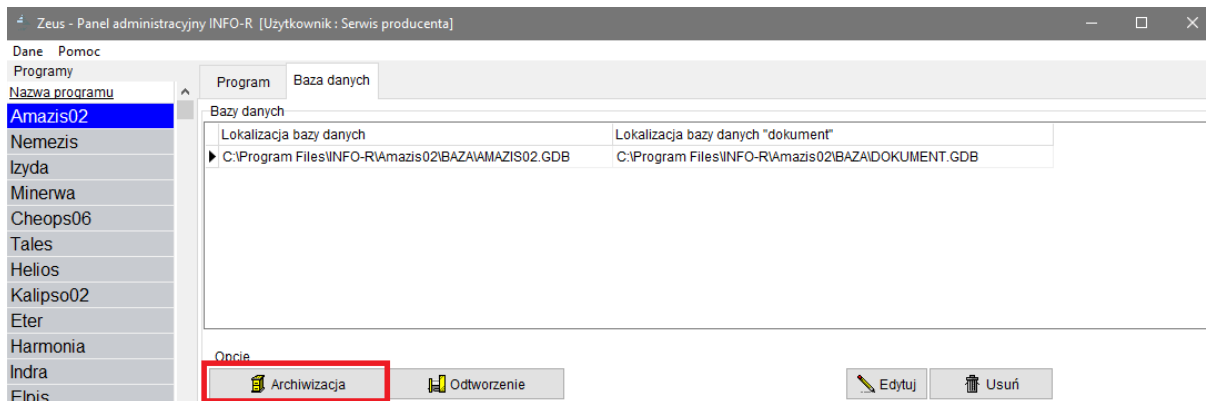 Zeus - Panel administracyjny INFO-R [Użytkownik : Serwis producenta]
Dane Pomoc
Programy
Nazwa programu
Amazis02
Nemezis
Izyda
Minerwa
Cheops06
Tales
Helios
Kalipso02
Eter
Harmonia
Indra
Elpis
Program Baza danych
Bazy danych
Lokalizacja bazy danych Lokalizacja bazy danych "dokument"
C:\Program Files\INFO-R\Amazis02\BAZA\AMAZIS02.GDB C:\Program Files\INFO-R\Amazis02\BAZA\DOKUMENT.GDB
Opcje
Archiwizacja Odtworzenie Edytuj Usuń